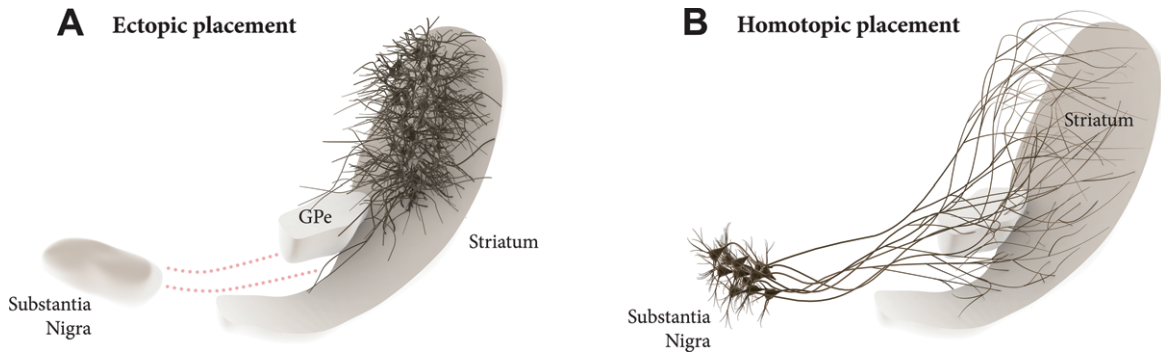 A Ectopic placement
GPe
Striatum
Substantia
Nigra
B Homotopic placement
Striatum
Substantia
Nigra